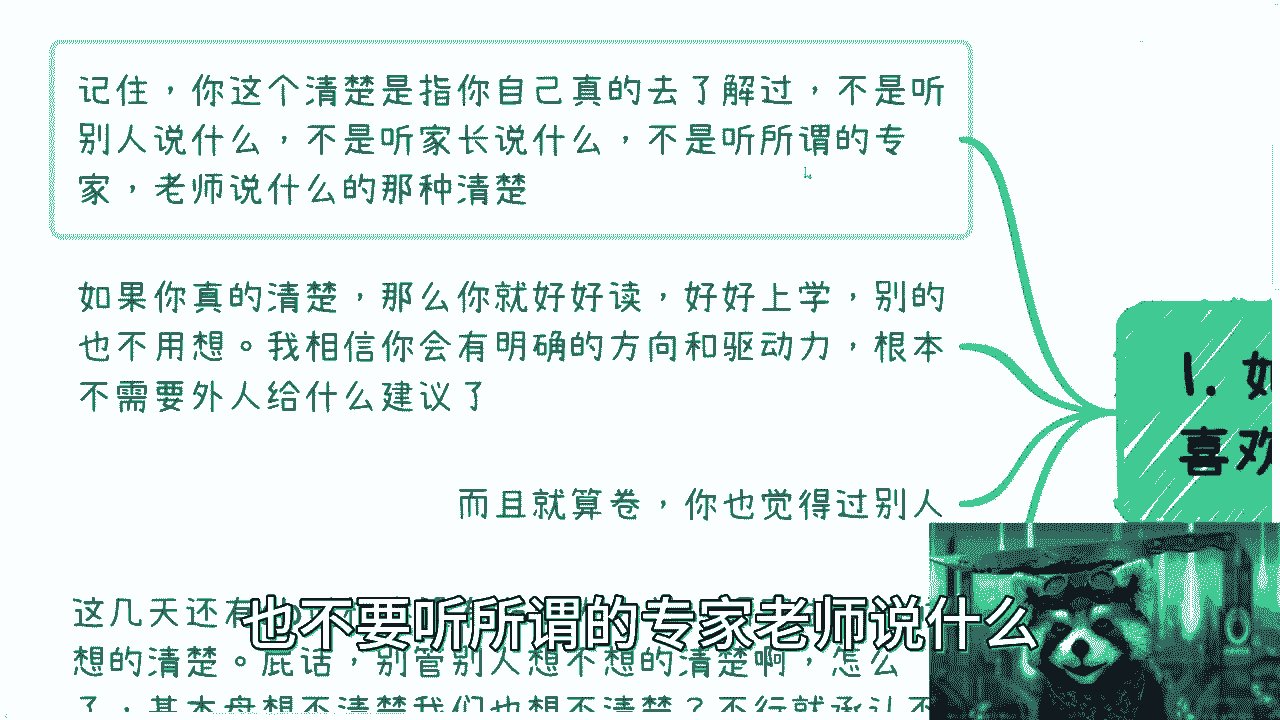 记住，你这个清楚是指你自己真的去了解过，不是听
别人说什么，不是听家长说什么，不是听所谓的专
家，老师说什么的那种清楚
如果你真的清楚，那么你就好好读，好好上学，别的
也不用想。我相信你会有明确的方向和驱动力，根本
不需要外人给什么建议了
而且就算卷，你也觉得过别人
1. 如
喜欢
这几天还有
想的清楚。屁话，别管别人想不想的清楚啊，怎么
了，基本盘想不清楚我们也想不清楚？不行就承认不
也不要听所谓的专家老师说什么